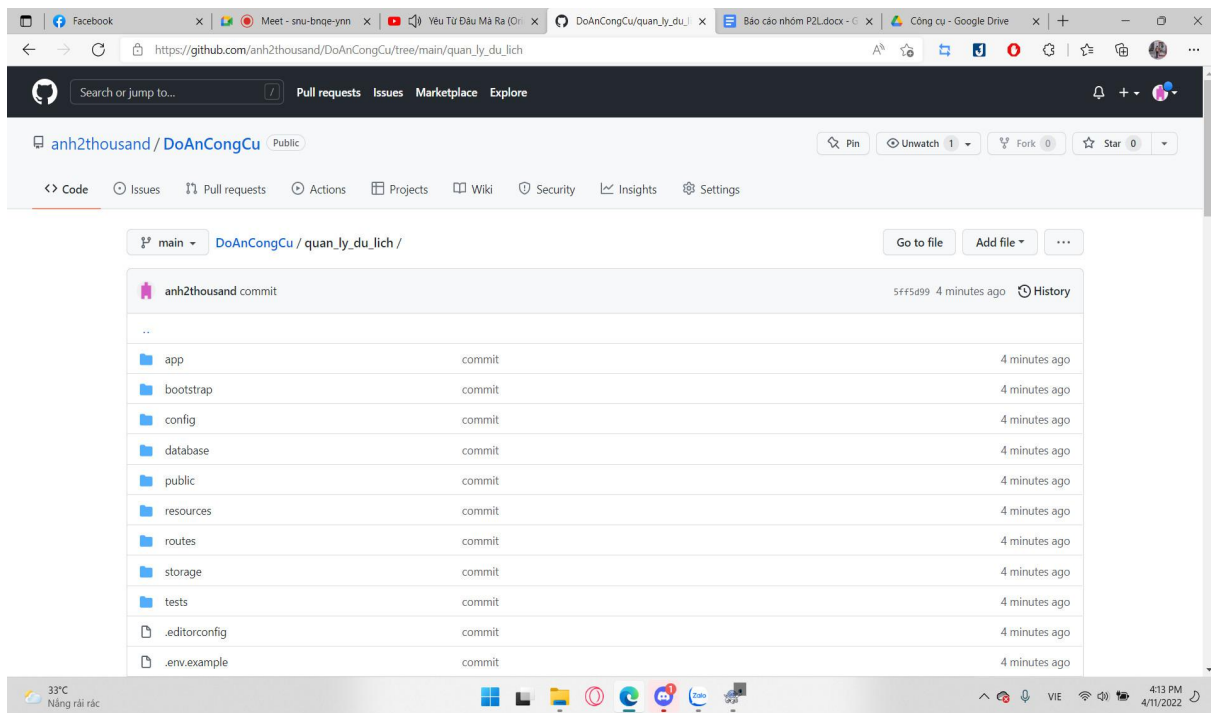 Facebook
Meet - snu-bnqe-ynn
Yêu Từ Đâu Mà Ra (Ori
DoAnCongCu/quan_ly_du_l
Báo cáo nhóm P2L.docx - G
Công cụ - Google Drive
https://github.com/anh2thousand/DoAnCongCu/tree/main/quan_ly_du_lich
Search or jump to... / Pull requests Issues Marketplace Explore
anh2thousand / DoAnCongCu Public
Pin Unwatch 1 Fork 0 Star 0
Code Issues Pull requests Actions Projects Wiki Security Insights Settings
main DoAnCongCu / quan_ly_du_lich / Go to file Add file ...
anh2thousand commit 5ff5d99 4 minutes ago History
..
app commit 4 minutes ago
bootstrap commit 4 minutes ago
config commit 4 minutes ago
database commit 4 minutes ago
public commit 4 minutes ago
resources commit 4 minutes ago
routes commit 4 minutes ago
storage commit 4 minutes ago
tests commit 4 minutes ago
.editorconfig commit 4 minutes ago
.env.example commit 4 minutes ago
33°C
Nắng rải rác
Zalo
VIE
4:13 PM
4/11/2022